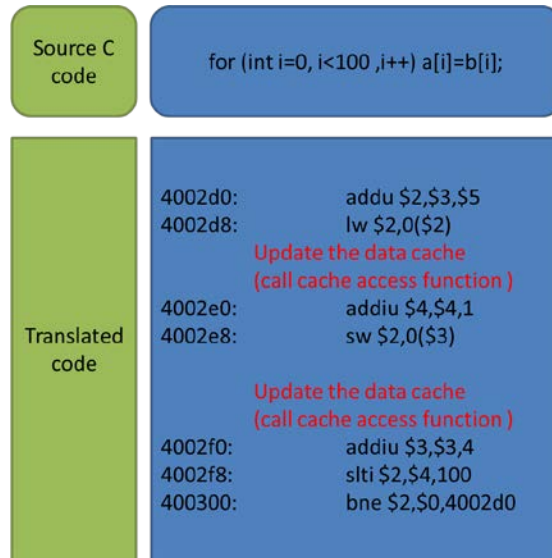 Source C
code
for (int i=0, i<100 ,i++) a[i]=b[i];
Translated
code
4002d0: addu $2,$3,$5
4002d8: lw $2,0($2)
Update the data cache
(call cache access function )
4002e0: addiu $4,$4,1
4002e8: sw $2,0($3)
Update the data cache
(call cache access function )
4002f0: addiu $3,$3,4
4002f8: slti $2,$4,100
400300: bne $2,$0,4002d0